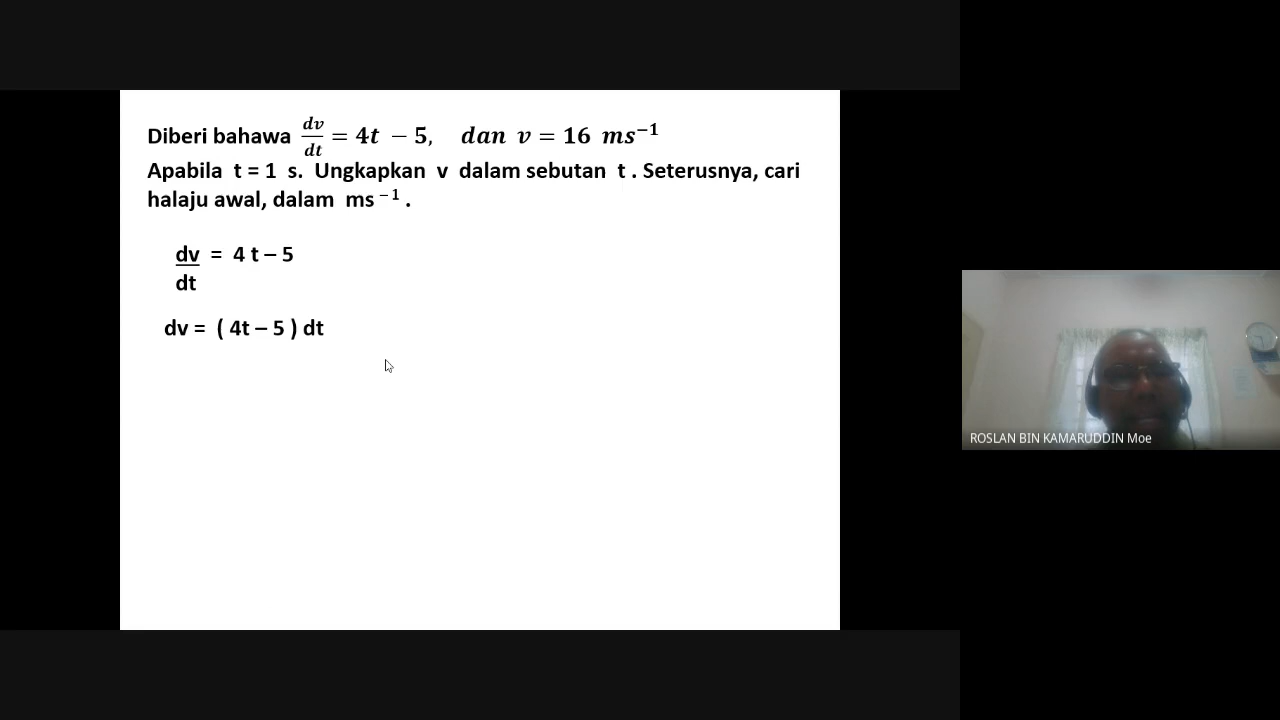 Diberi bahawa dv/dt = 4t − 5, dan v = 16 ms⁻¹
Apabila t = 1 s. Ungkapkan v dalam sebutan t . Seterusnya, cari
halaju awal, dalam ms ⁻¹ .
dv = 4 t – 5
dt
dv = ( 4t – 5 ) dt
ROSLAN BIN KAMARUDDIN Moe